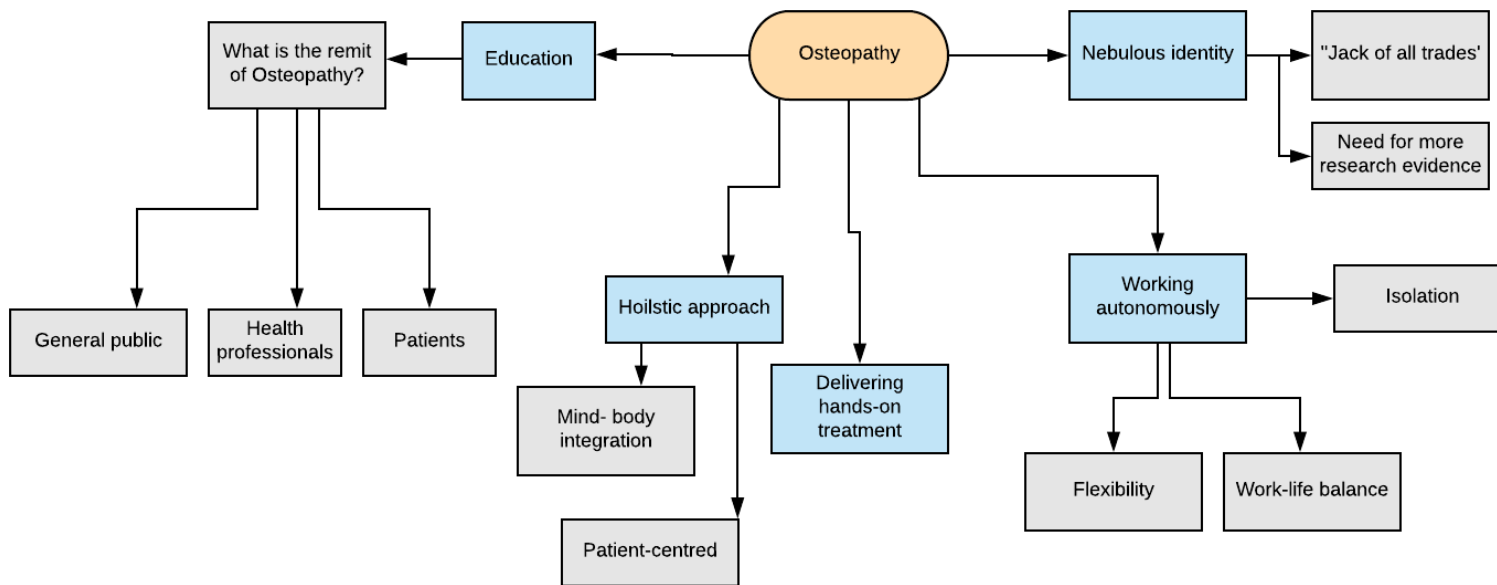 What is the remit
of Osteopathy?
Education
Osteopathy
Nebulous identity
"Jack of all trades'
Need for more
research evidence
General public
Health
professionals
Patients
Hoilstic approach
Mind- body
integration
Patient-centred
Delivering
hands-on
treatment
Working
autonomously
Isolation
Flexibility
Work-life balance